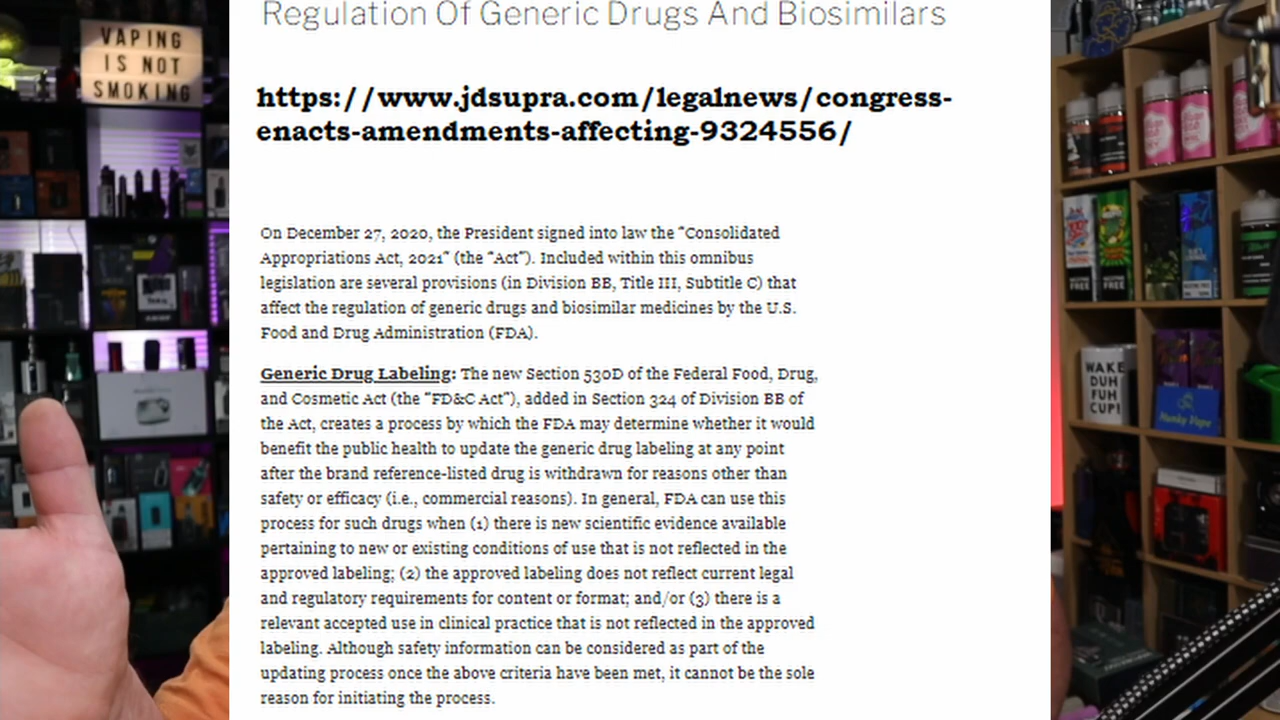 Regulation Of Generic Drugs And Biosimilars
VAPING
IS NOT
SMOKING
https://www.jdsupra.com/legalnews/congress-
enacts-amendments-affecting-9324556/
On December 27, 2020, the President signed into law the “Consolidated
Appropriations Act, 2021” (the “Act”). Included within this omnibus
legislation are several provisions (in Division BB, Title III, Subtitle C) that
affect the regulation of generic drugs and biosimilar medicines by the U.S.
Food and Drug Administration (FDA).
Generic Drug Labeling: The new Section 530D of the Federal Food, Drug,
and Cosmetic Act (the “FD&C Act”), added in Section 324 of Division BB of
the Act, creates a process by which the FDA may determine whether it would
benefit the public health to update the generic drug labeling at any point
after the brand reference-listed drug is withdrawn for reasons other than
safety or efficacy (i.e., commercial reasons). In general, FDA can use this
process for such drugs when (1) there is new scientific evidence available
pertaining to new or existing conditions of use that is not reflected in the
approved labeling; (2) the approved labeling does not reflect current legal
and regulatory requirements for content or format; and/or (3) there is a
relevant accepted use in clinical practice that is not reflected in the approved
labeling. Although safety information can be considered as part of the
updating process once the above criteria have been met, it cannot be the sole
reason for initiating the process.
WAKE
DUH
FUH
CUP!